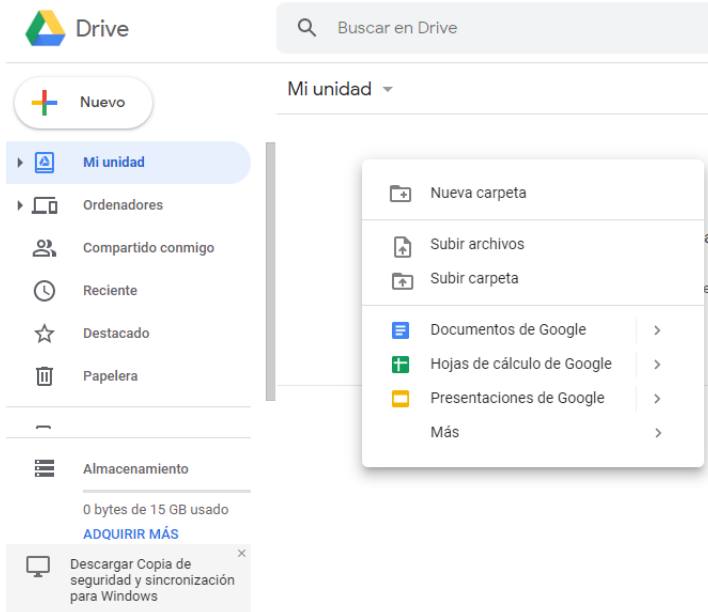 Drive
Buscar en Drive
Nuevo
Mi unidad
Mi unidad
Ordenadores
Compartido conmigo
Reciente
Destacado
Papelera
Almacenamiento
0 bytes de 15 GB usado
ADQUIRIR MÁS
Descargar Copia de
seguridad y sincronización
para Windows
Nueva carpeta
Subir archivos
Subir carpeta
Documentos de Google
Hojas de cálculo de Google
Presentaciones de Google
Más